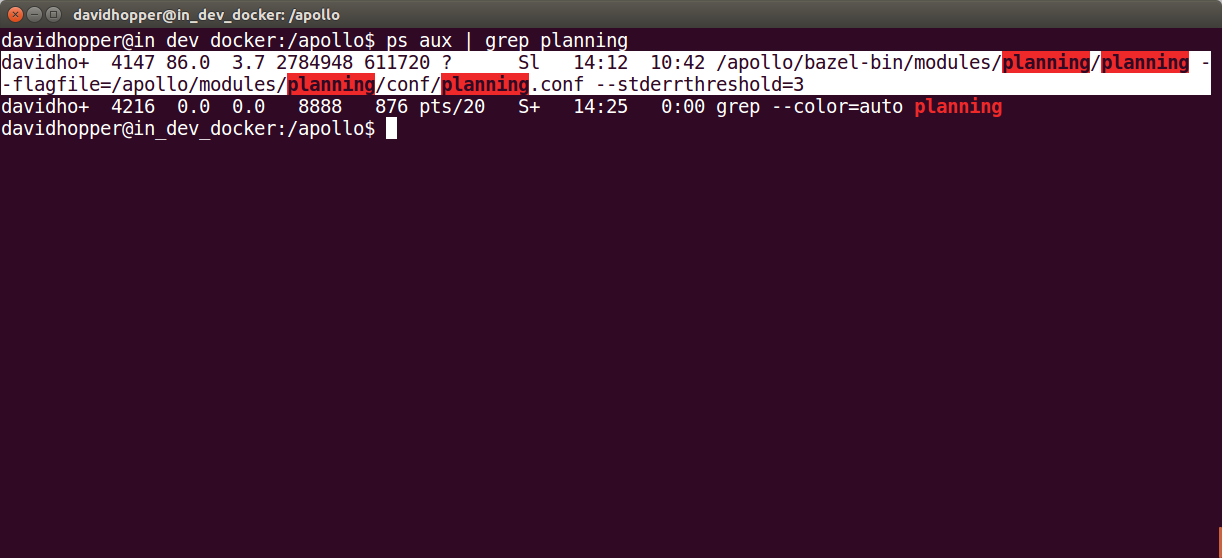 davidhopper@in_dev_docker: /apollo
davidhopper@in_dev_docker:/apollo$ ps aux | grep planning
davidho+  4147 86.0  3.7 2784948 611720 ?      Sl   14:12  10:42 /apollo/bazel-bin/modules/planning/planning -
-flagfile=/apollo/modules/planning/conf/planning.conf --stderrthreshold=3
davidho+  4216  0.0  0.0   8888   876 pts/20   S+   14:25   0:00 grep --color=auto planning
davidhopper@in_dev_docker:/apollo$